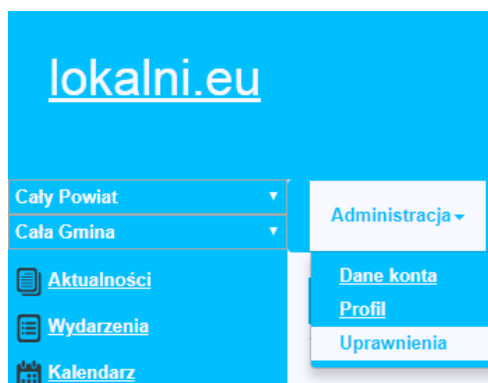 lokalni.eu
Cały Powiat
Cała Gmina
Administracja
Aktualności
Wydarzenia
Kalendarz
Dane konta
Profil
Uprawnienia